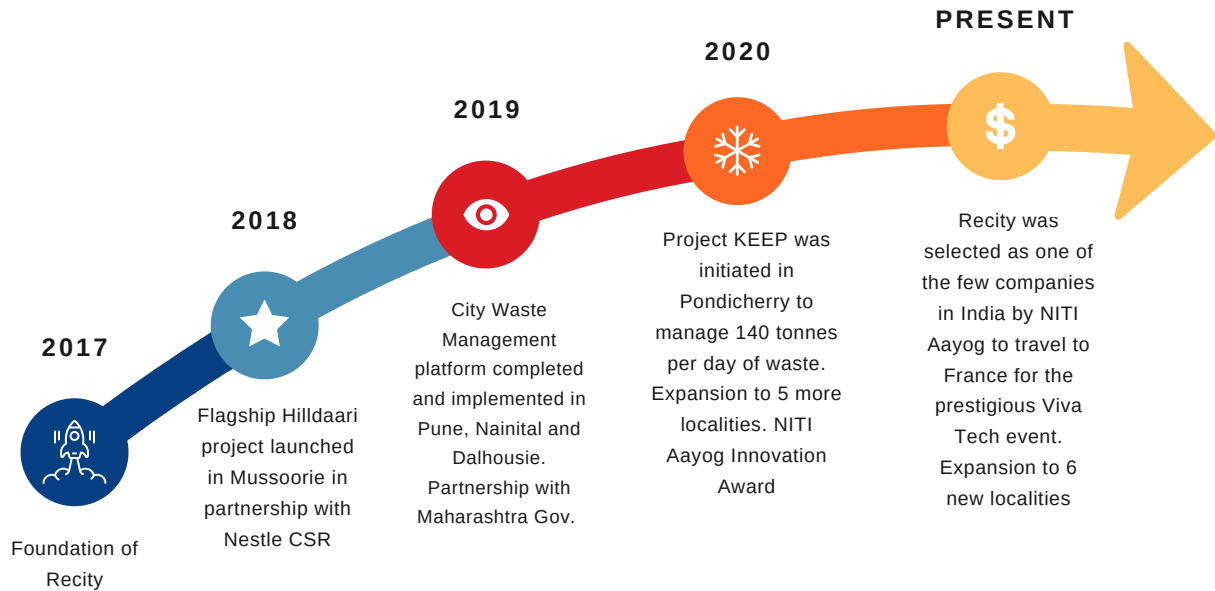 2017
Foundation of
Recity
2018
Flagship Hilldaari
project launched
in Mussoorie in
partnership with
Nestle CSR
2019
City Waste
Management
platform completed
and implemented in
Pune, Nainital and
Dalhousie.
Partnership with
Maharashtra Gov.
2020
Project KEEP was
initiated in
Pondicherry to
manage 140 tonnes
per day of waste.
Expansion to 5 more
localities. NITI
Aayog Innovation
Award
PRESENT
$
Recity was
selected as one of
the few companies
in India by NITI
Aayog to travel to
France for the
prestigious Viva
Tech event.
Expansion to 6
new localities